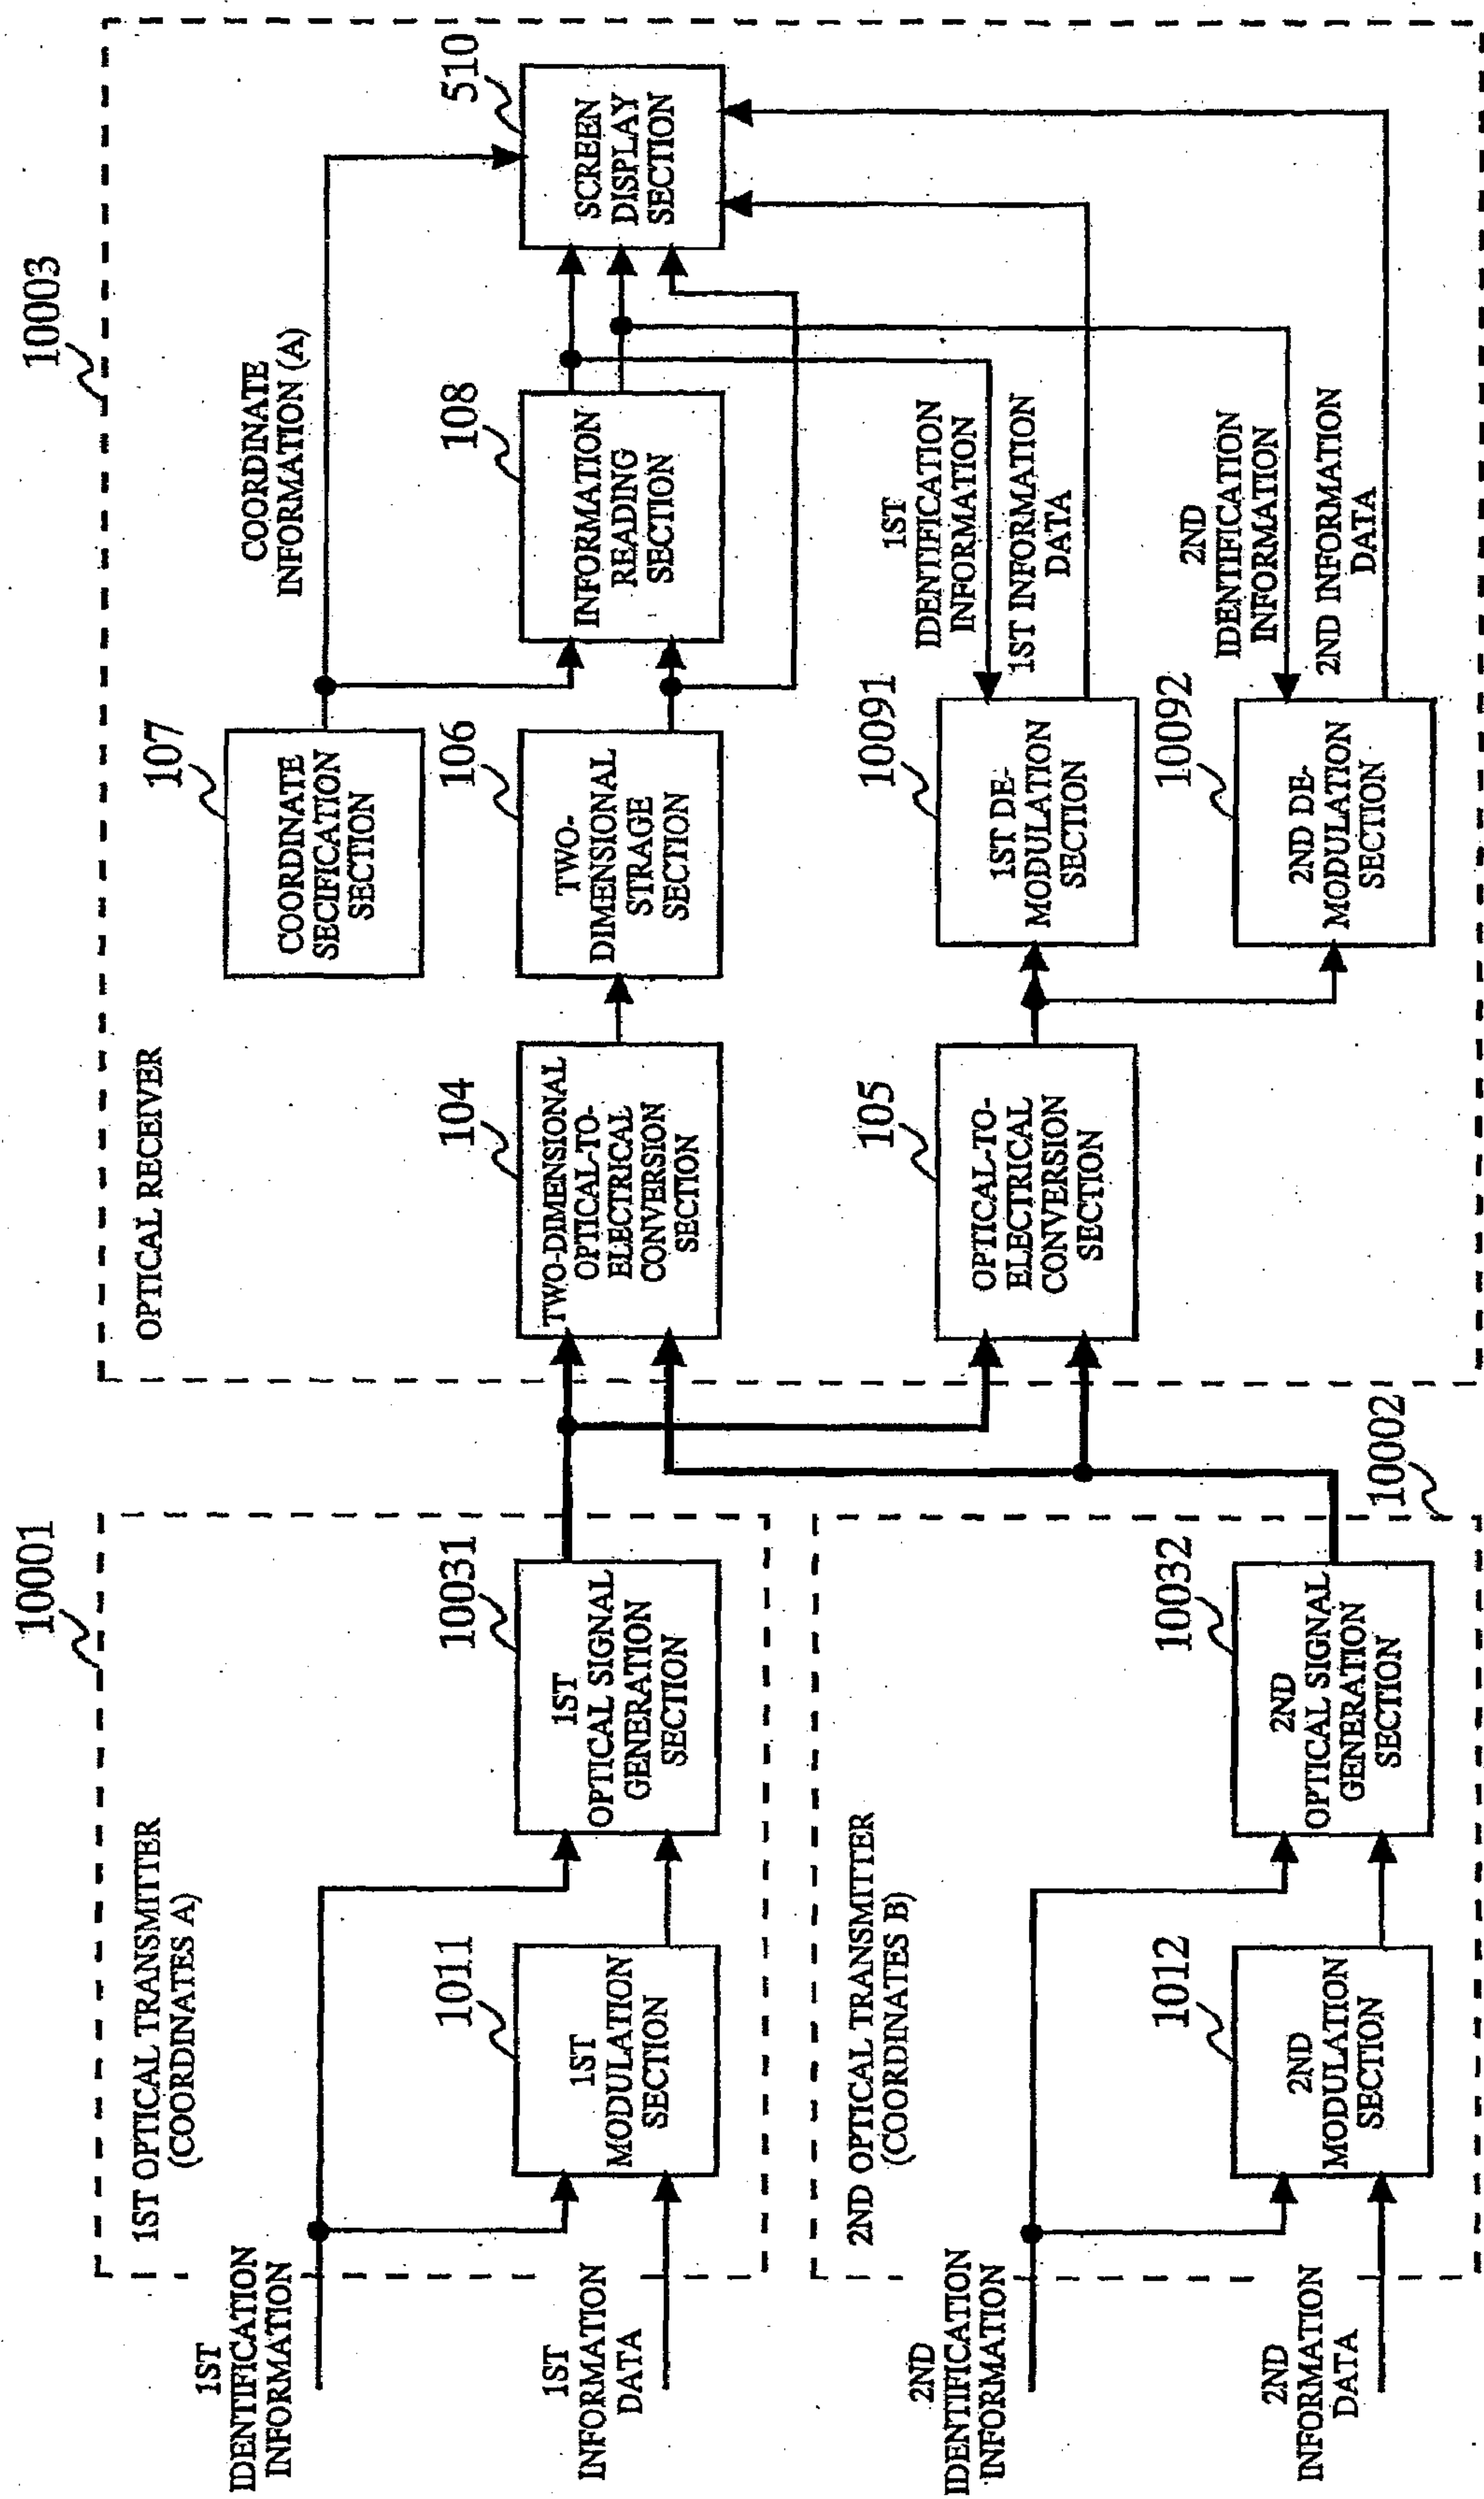 10001
1ST OPTICAL TRANSMITTER
(COORDINATES A)
1ST
IDENTIFICATION
INFORMATION
1ST
INFORMATION
DATA
1011
1ST
MODULATION
SECTION
10031
1ST
OPTICAL SIGNAL
GENERATION
SECTION
2ND OPTICAL TRANSMITTER
(COORDINATES B)
10002
2ND
IDENTIFICATION
INFORMATION
2ND
INFORMATION
DATA
1012
2ND
MODULATION
SECTION
10032
2ND
OPTICAL SIGNAL
GENERATION
SECTION
10003
OPTICAL RECEIVER
104
TWO-DIMENSIONAL
OPTICAL-TO-
ELECTRICAL
CONVERSION
SECTION
105
OPTICAL-TO-
ELECTRICAL
CONVERSION
SECTION
107
COORDINATE
SECIFICATION
SECTION
106
TWO-
DIMENSIONAL
STRAGE
SECTION
10091
1ST DE-
MODULATION
SECTION
10092
2ND DE-
MODULATION
SECTION
COORDINATE
INFORMATION (A)
108
INFORMATION
READING
SECTION
1ST
IDENTIFICATION
INFORMATION
1ST INFORMATION
DATA
2ND
IDENTIFICATION
INFORMATION
2ND INFORMATION
DATA
510
SCREEN
DISPLAY
SECTION